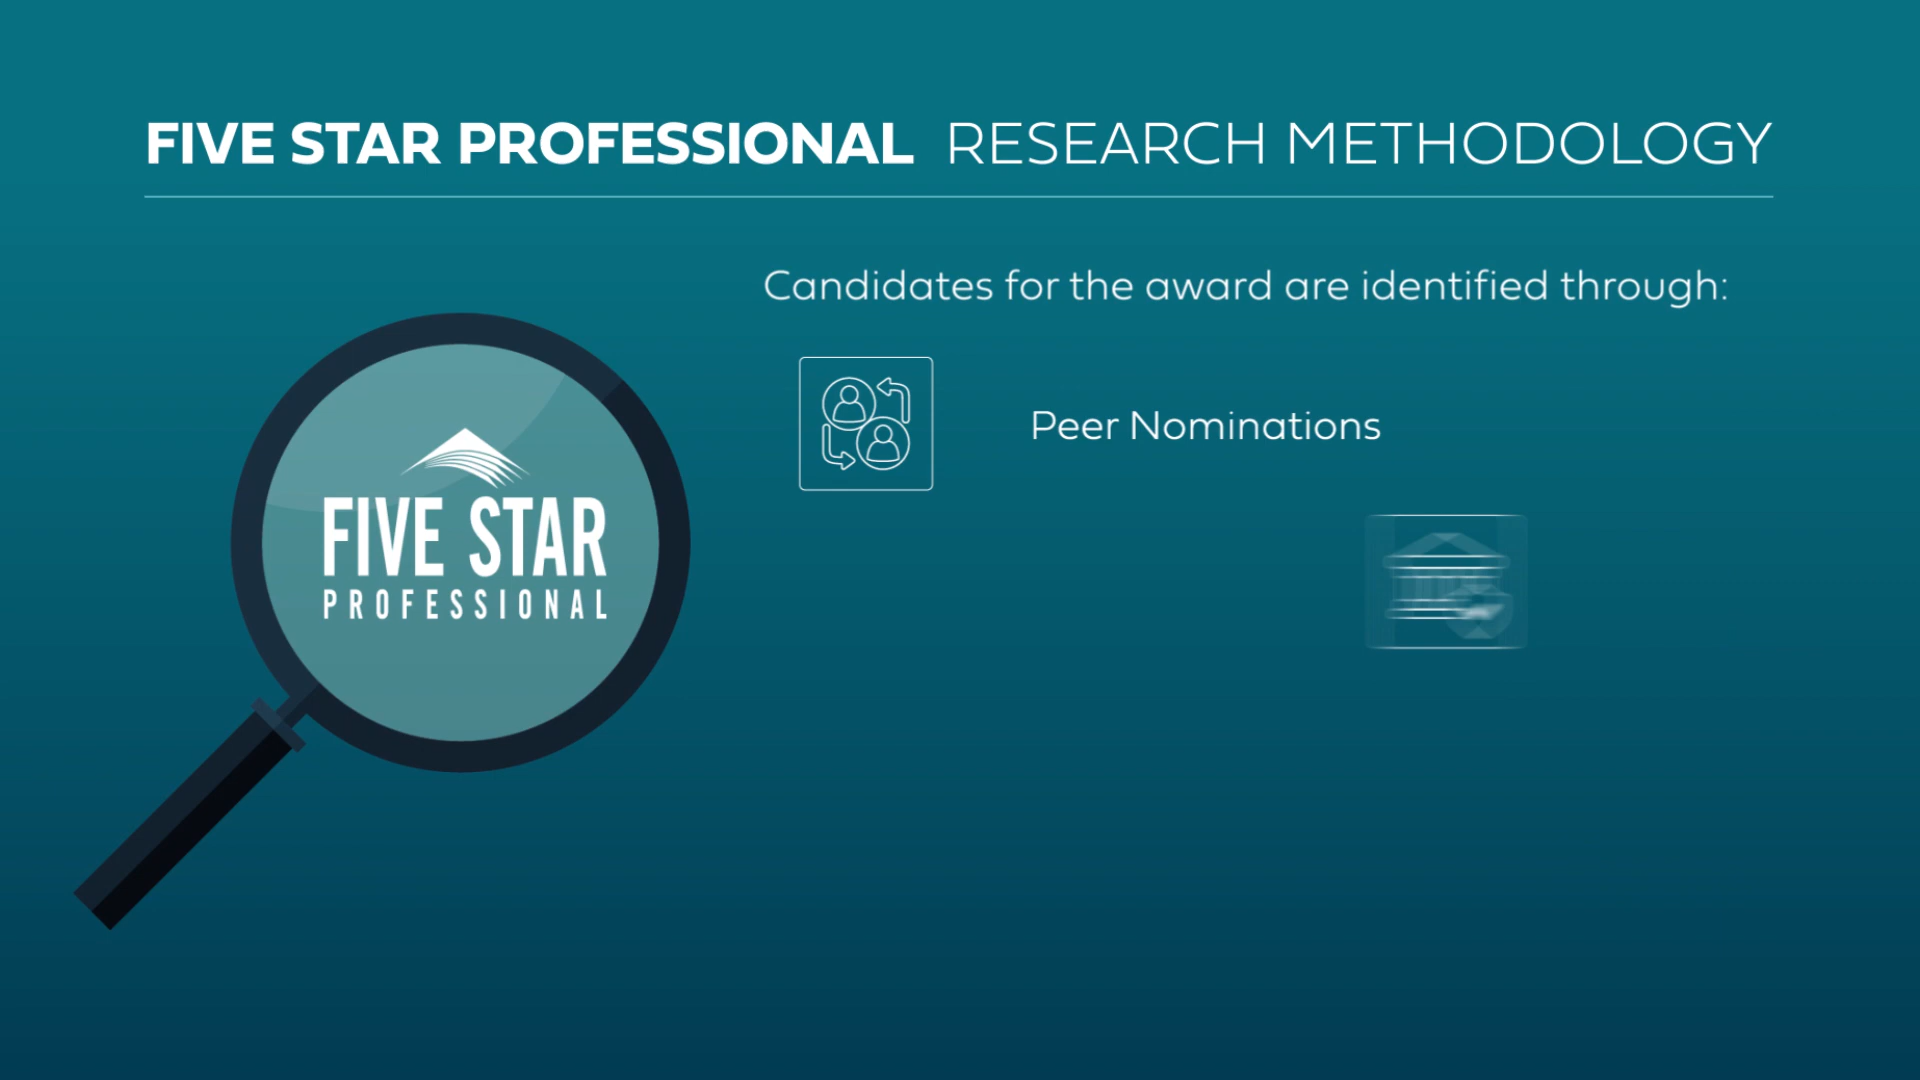 FIVE STAR PROFESSIONAL RESEARCH METHODOLOGY
Candidates for the award are identified through:
Peer Nominations
FIVE STAR
PROFESSIONAL